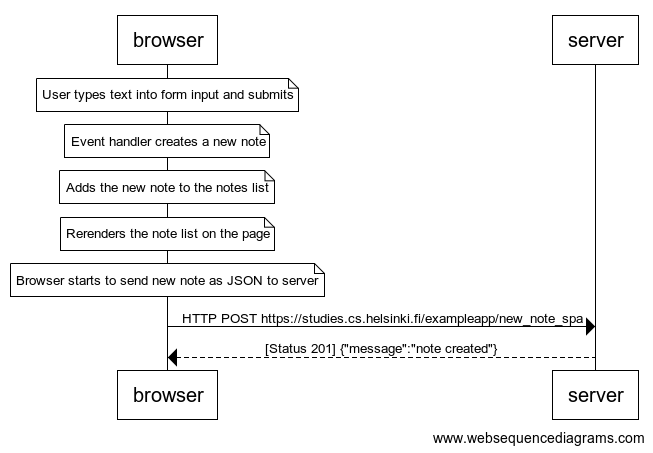 browser
server
User types text into form input and submits
Event handler creates a new note
Adds the new note to the notes list
Rerenders the note list on the page
Browser starts to send new note as JSON to server
HTTP POST https://studies.cs.helsinki.fi/exampleapp/new_note_spa
[Status 201] {"message":"note created"}
browser
server
www.websequencediagrams.com